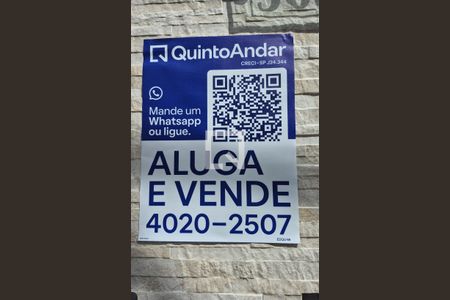 QuintoAndar
CRECI-SP J24.344
Mande um
Whatsapp
ou ligue.
ALUGA
E VENDE
4020-2507